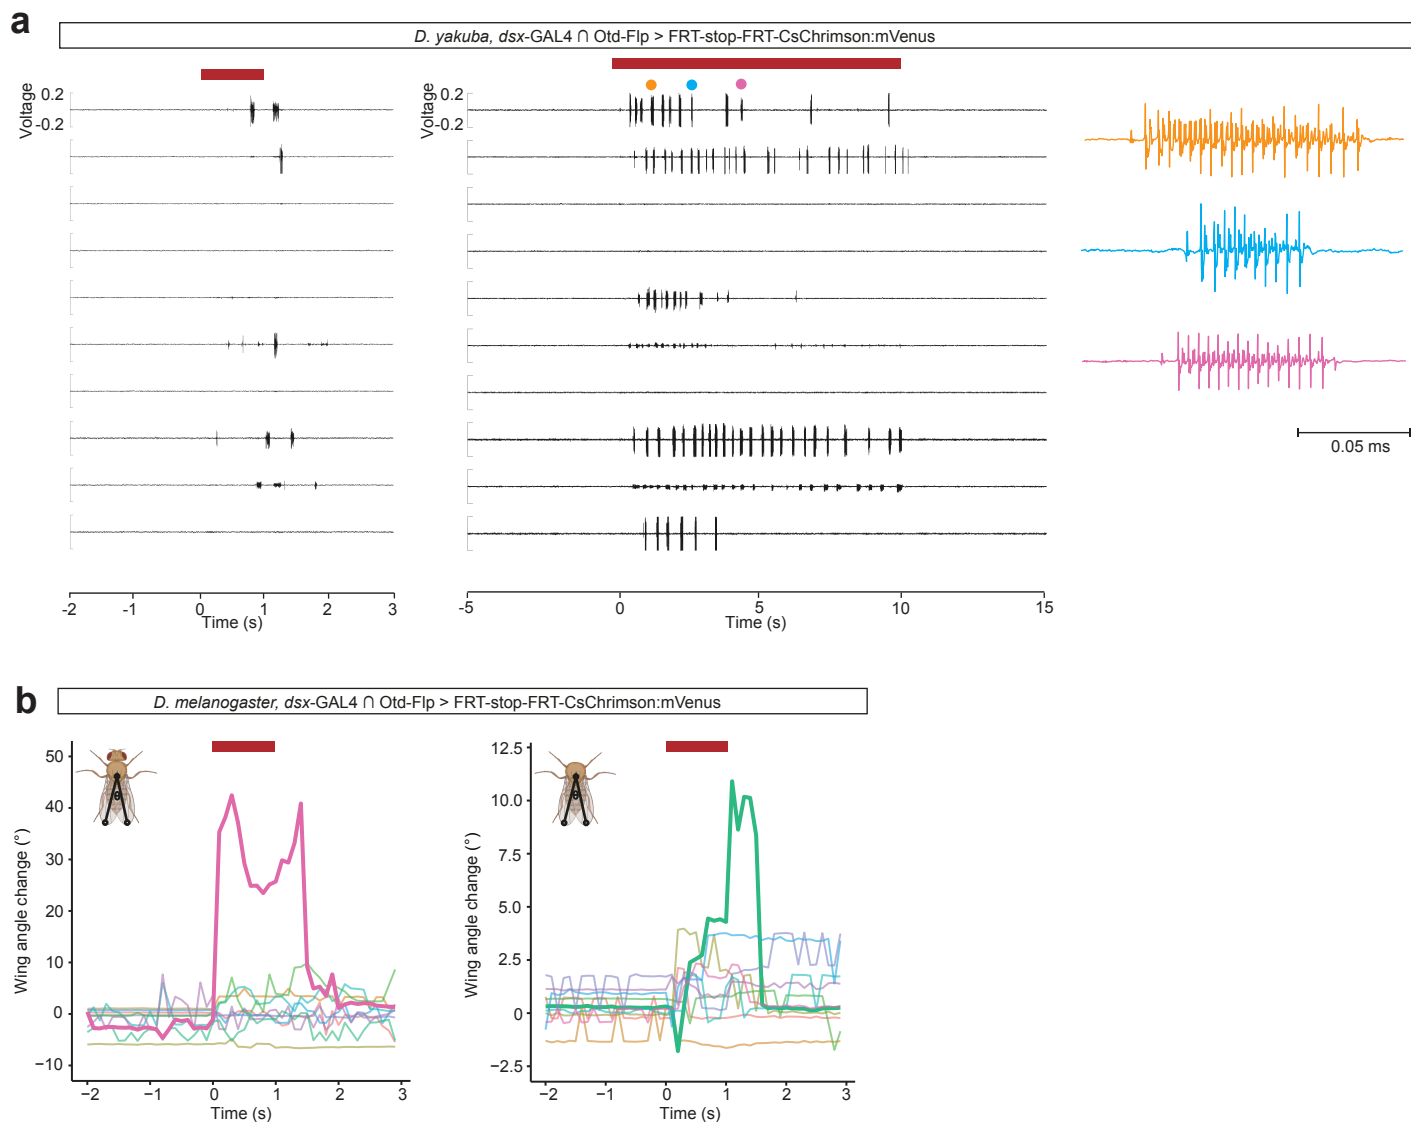 a
D. yakuba, dsx-GAL4 ∩ Otd-Flp > FRT-stop-FRT-CsChrimson:mVenus
Voltage
0.2
-0.2
Voltage
0.2
-0.2
0.05 ms
-2 -1 0 1 2 3
Time (s)
-5 0 5 10 15
Time (s)
b
D. melanogaster, dsx-GAL4 ∩ Otd-Flp > FRT-stop-FRT-CsChrimson:mVenus
Wing angle change (°)
50
40
30
20
10
0
−10
θ
−2 −1 0 1 2 3
Time (s)
Wing angle change (°)
12.5
10.0
7.5
5.0
2.5
0
−2.5
θ
−2 −1 0 1 2 3
Time (s)